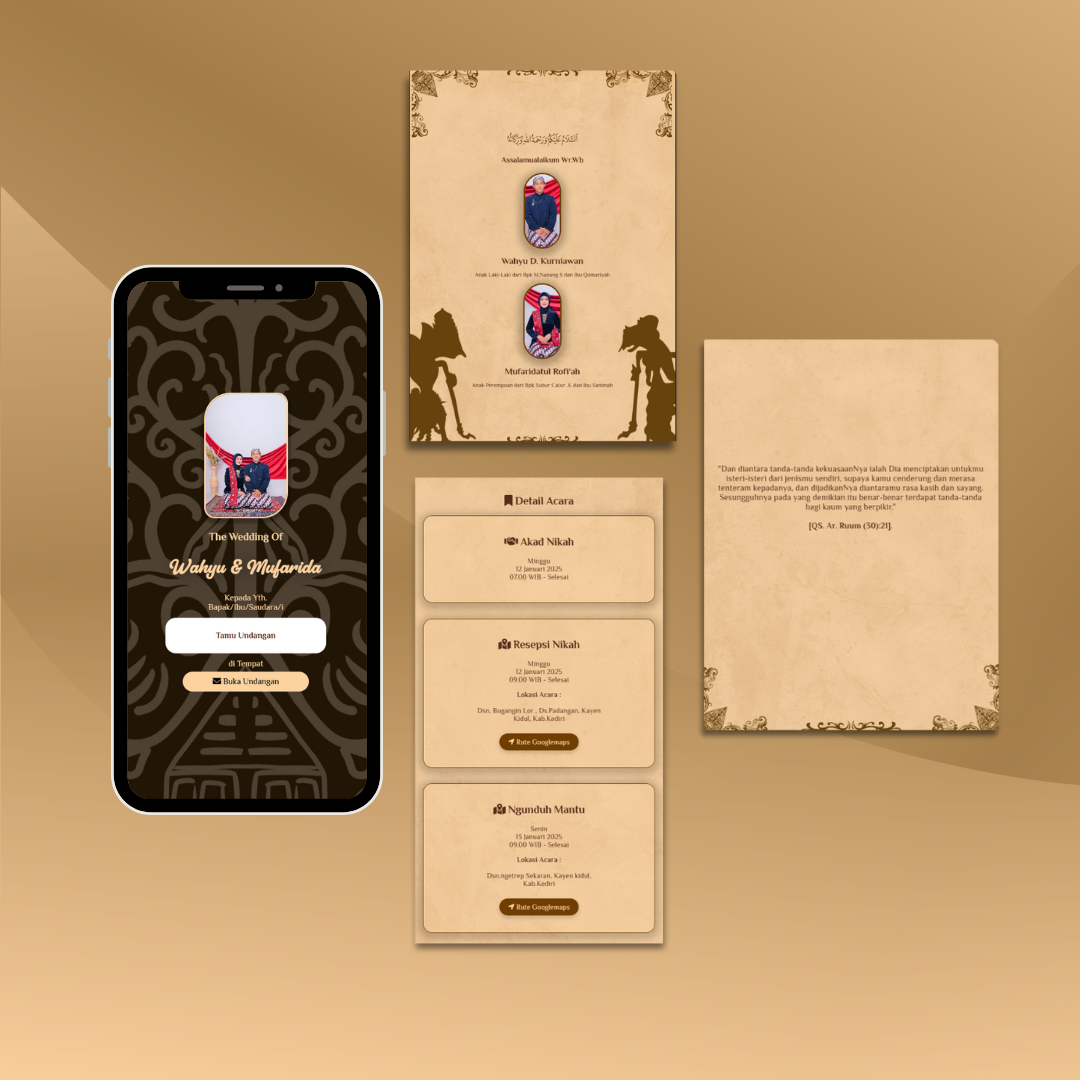 The Wedding Of
Wahyu & Mufarida
Kepada Yth.
Bapak/Ibu/Saudara/i
Tamu Undangan
di Tempat
Buka Undangan
اَلسَّلَامُ عَلَيْكُمْ وَرَحْمَةُ اللهِ وَبَرَكَاتُهُ
Assalamualaikum Wr.Wb
Wahyu D. Kurniawan
Anak Laki-Laki dari Bpk M.Nanang S dan Ibu Qomariyah
Mufaridatul Rofi'ah
Anak Perempuan dari Bpk Subur Catur .S. dan Ibu Sanimah
Detail Acara
Akad Nikah
Minggu
12 Januari 2025
07.00 WIB - Selesai
Resepsi Nikah
Minggu
12 Januari 2025
09.00 WIB - Selesai
Lokasi Acara :
Dsn. Bogangin Lor , Ds.Padangan, Kayen
Kidul, Kab.Kediri
Rute Googlemaps
Ngunduh Mantu
Senin
13 Januari 2025
09.00 WIB - Selesai
Lokasi Acara :
Dsn.ngetrep Sekaran, Kayen kidul,
Kab.Kediri
Rute Googlemaps
"Dan diantara tanda-tanda kekuasaanNya ialah Dia menciptakan untukmu
isteri-isteri dari jenismu sendiri, supaya kamu cenderung dan merasa
tenteram kepadanya, dan dijadikanNya diantaramu rasa kasih dan sayang.
Sesungguhnya pada yang demikian itu benar-benar terdapat tanda-tanda
bagi kaum yang berpikir."
[QS. Ar. Ruum (30):21].